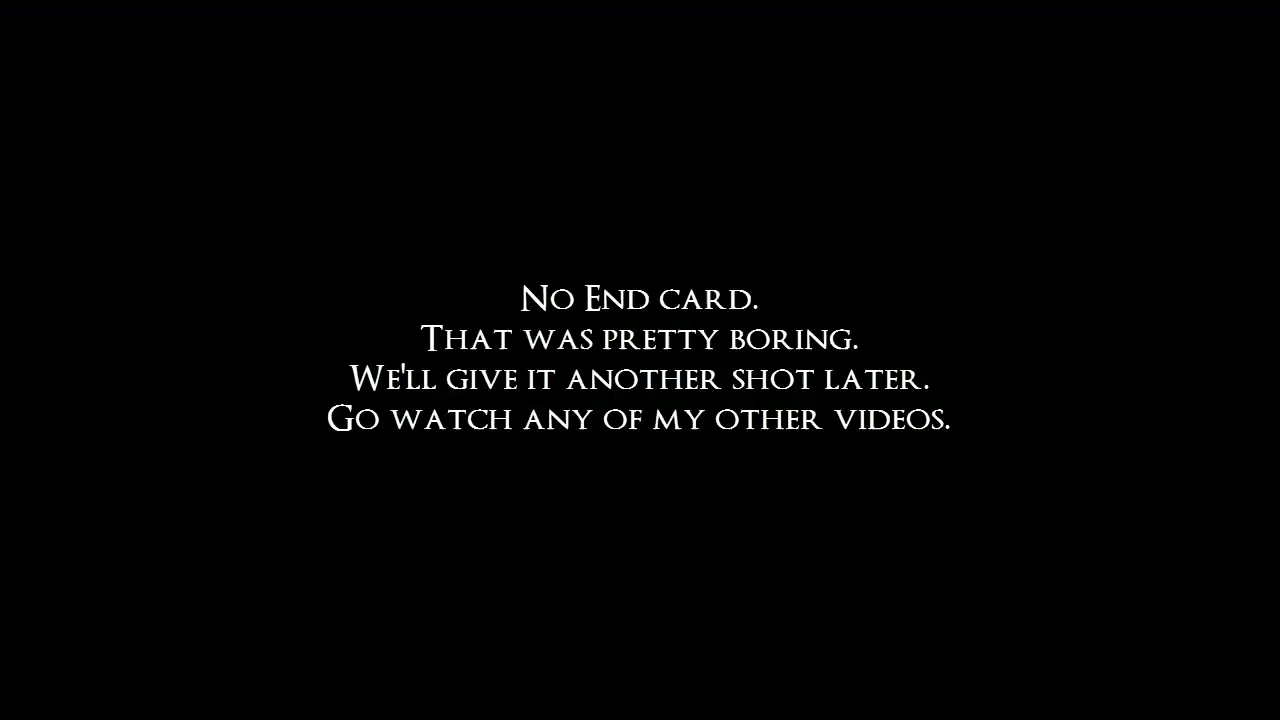 No End card.
That was pretty boring.
We'll give it another shot later.
Go watch any of my other videos.